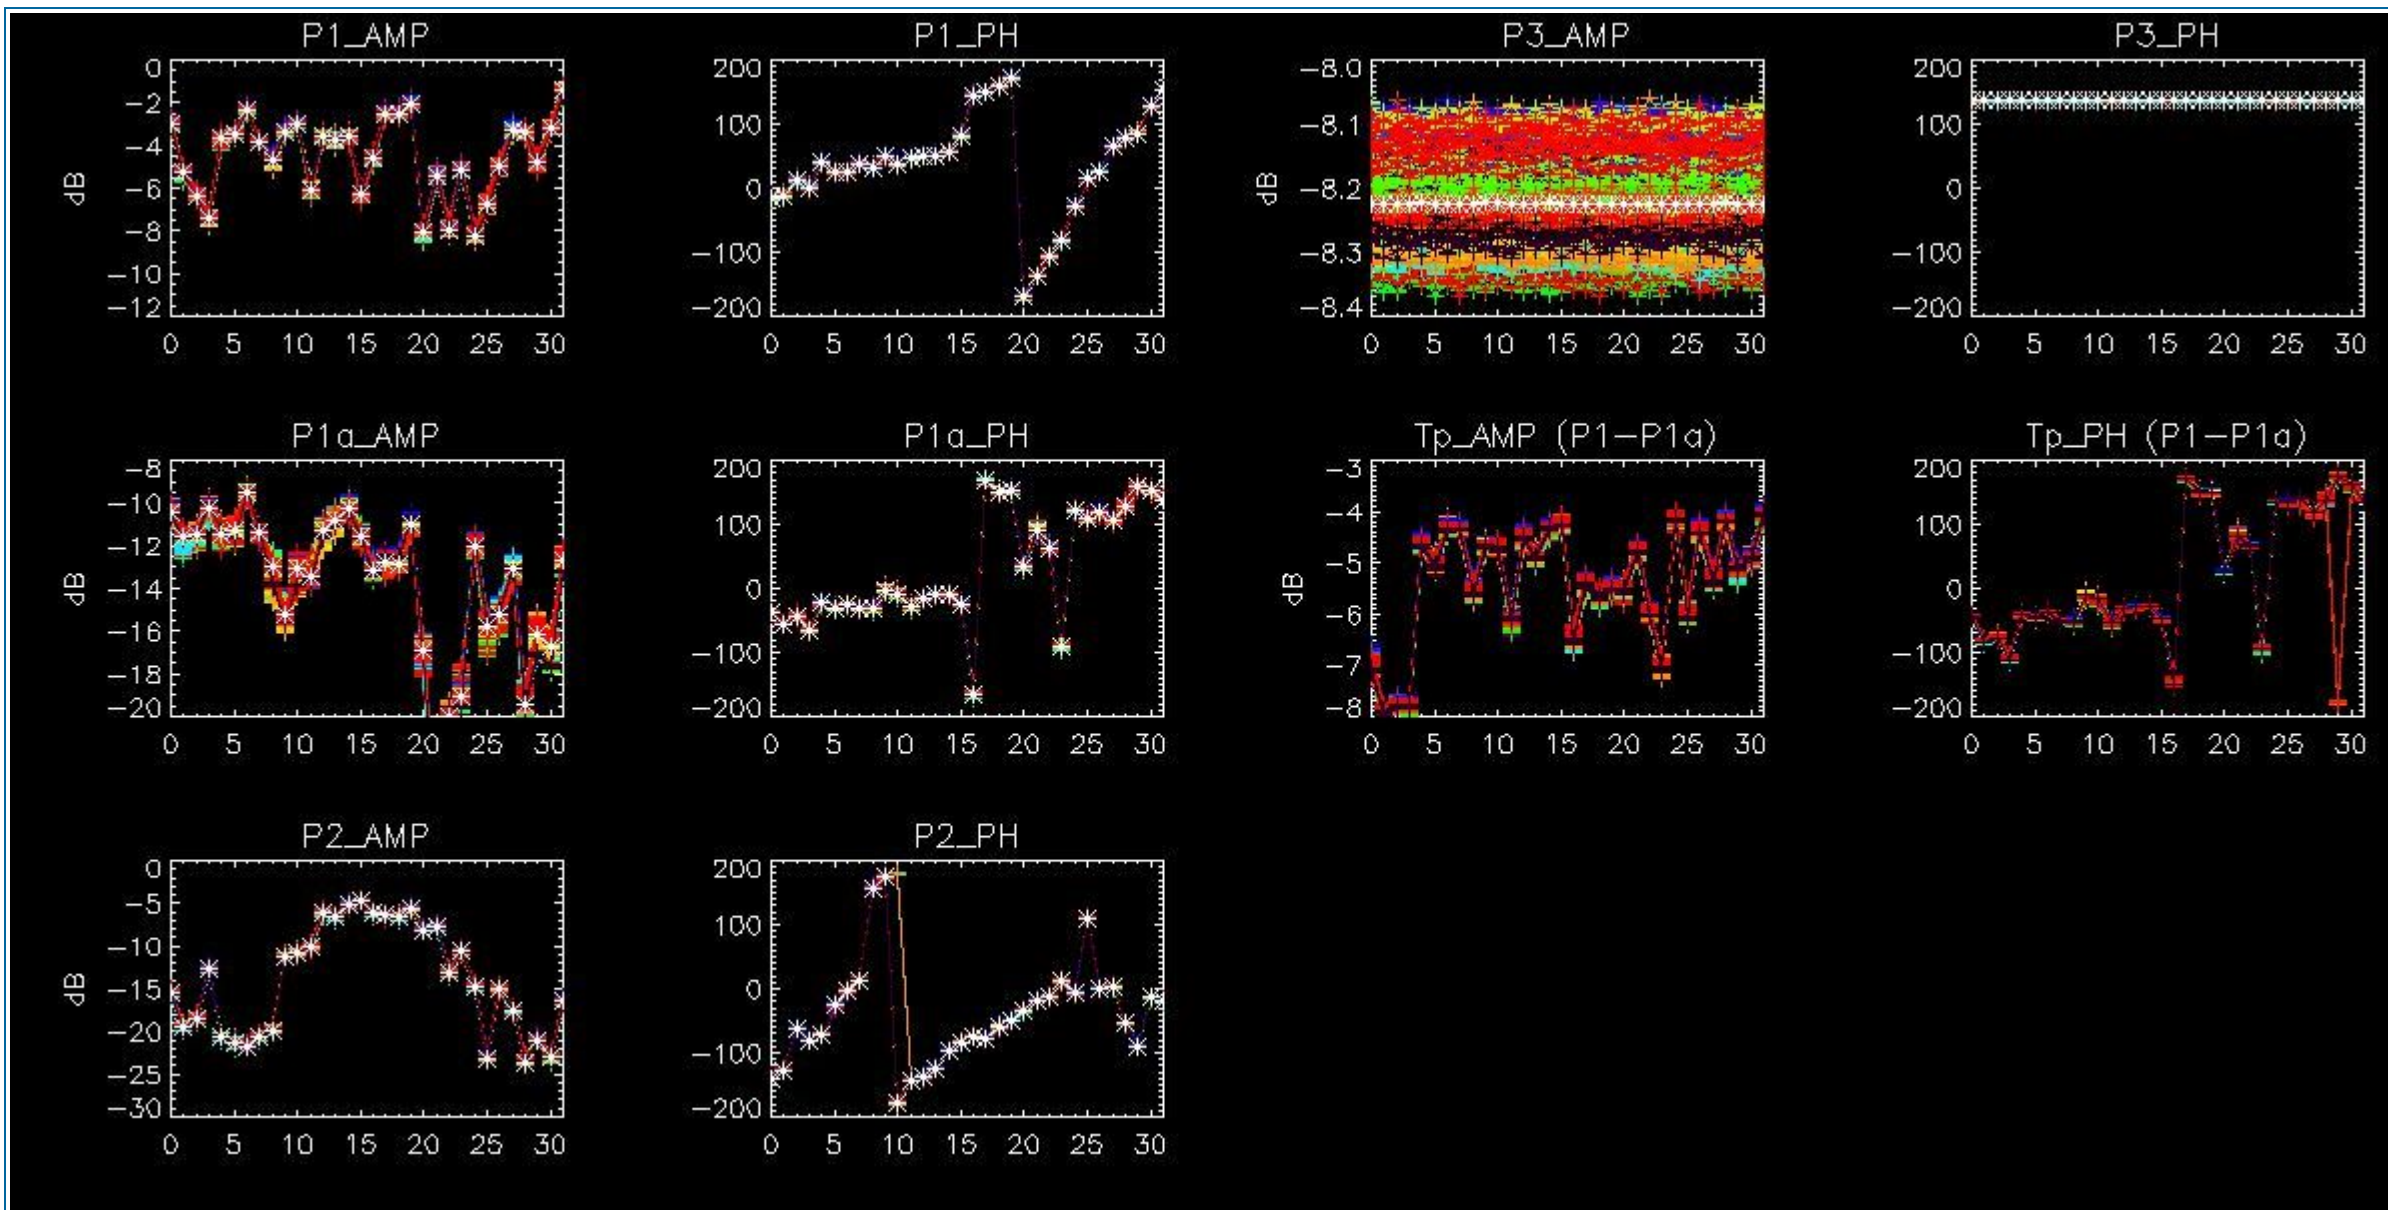 P1_AMP
0
−2
−4
−6
−8
−10
−12
dB
0 5 10 15 20 25 30
P1_PH
200
100
0
−100
−200
0 5 10 15 20 25 30
P3_AMP
−8.0
−8.1
−8.2
−8.3
−8.4
dB
0 5 10 15 20 25 30
P3_PH
200
100
0
−100
−200
0 5 10 15 20 25 30
P1a_AMP
−8
−10
−12
−14
−16
−18
−20
dB
0 5 10 15 20 25 30
P1a_PH
200
100
0
−100
−200
0 5 10 15 20 25 30
Tp_AMP (P1−P1a)
−3
−4
−5
−6
−7
−8
dB
0 5 10 15 20 25 30
Tp_PH (P1−P1a)
200
100
0
−100
−200
0 5 10 15 20 25 30
P2_AMP
0
−5
−10
−15
−20
−25
−30
dB
0 5 10 15 20 25 30
P2_PH
200
100
0
−100
−200
0 5 10 15 20 25 30